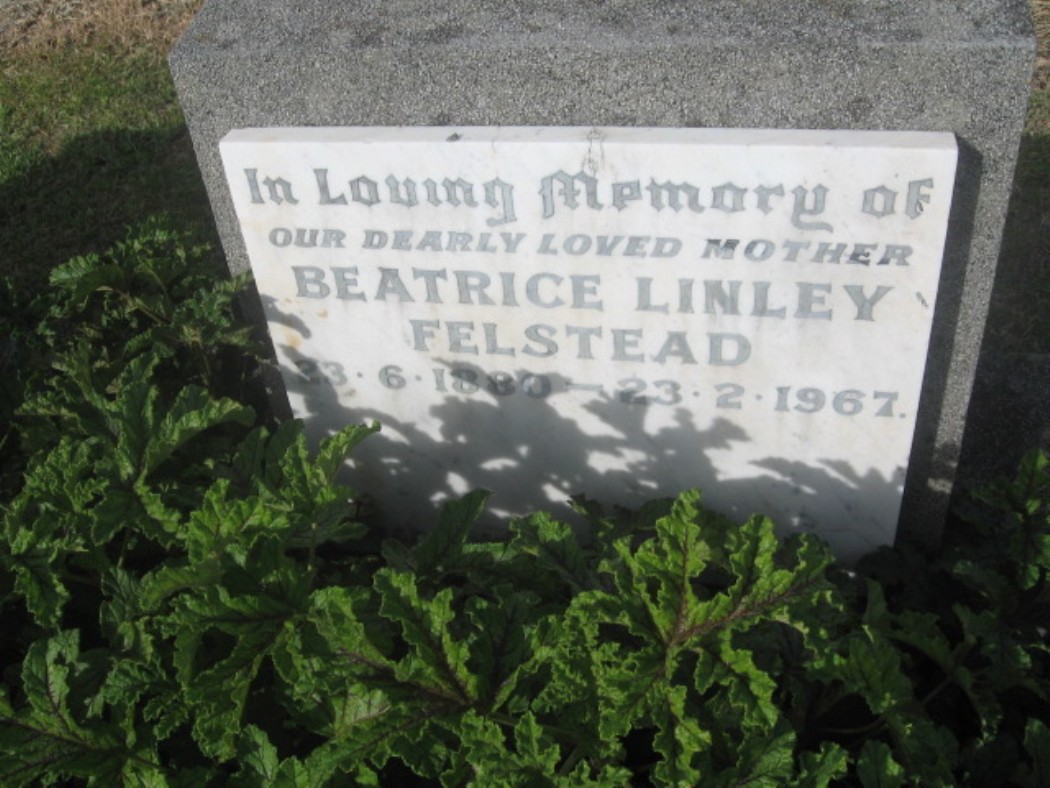 In Loving Memory of
OUR DEARLY LOVED MOTHER
BEATRICE LINLEY
FELSTEAD
23·6·1880 — 23·2·1967.